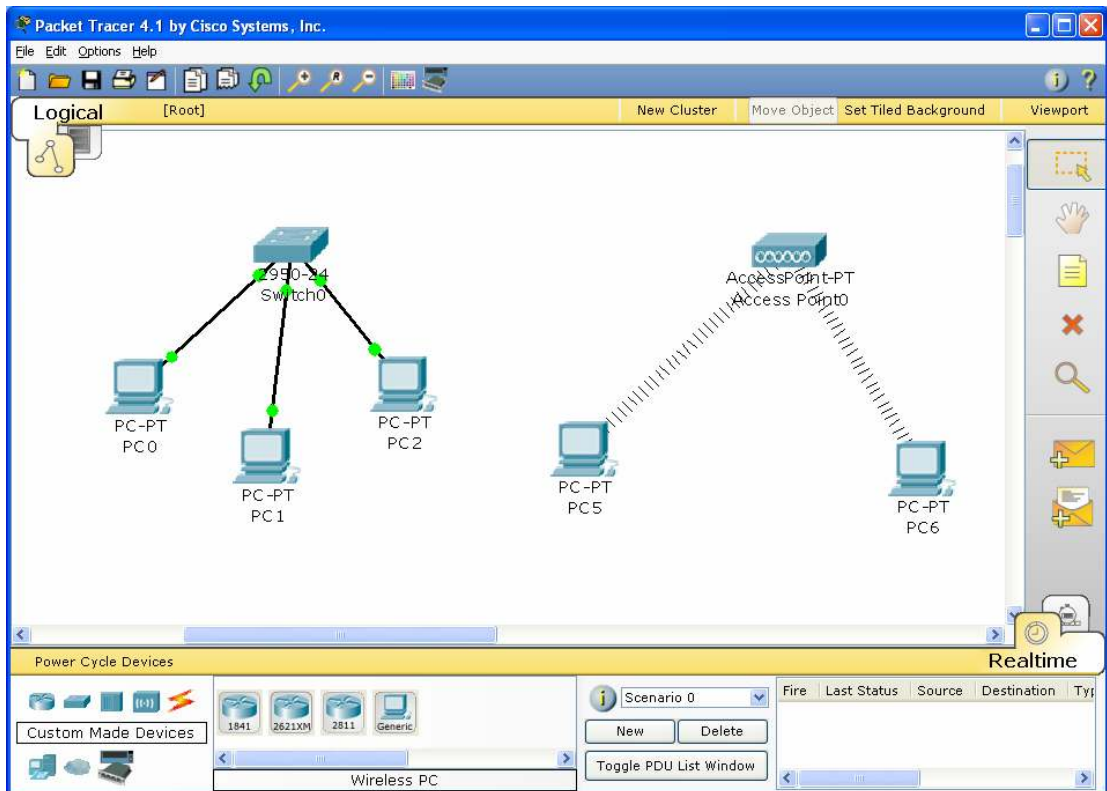 Packet Tracer 4.1 by Cisco Systems, Inc.
File Edit Options Help
Logical [Root] New Cluster Move Object Set Tiled Background Viewport
2950-24
Switch0
AccessPoint-PT
Access Point0
PC-PT
PC0
PC-PT
PC1
PC-PT
PC2
PC-PT
PC5
PC-PT
PC6
Power Cycle Devices Realtime
Custom Made Devices
1841 2621XM 2811 Generic
Wireless PC
Scenario 0
New Delete
Toggle PDU List Window
Fire Last Status Source Destination Typ